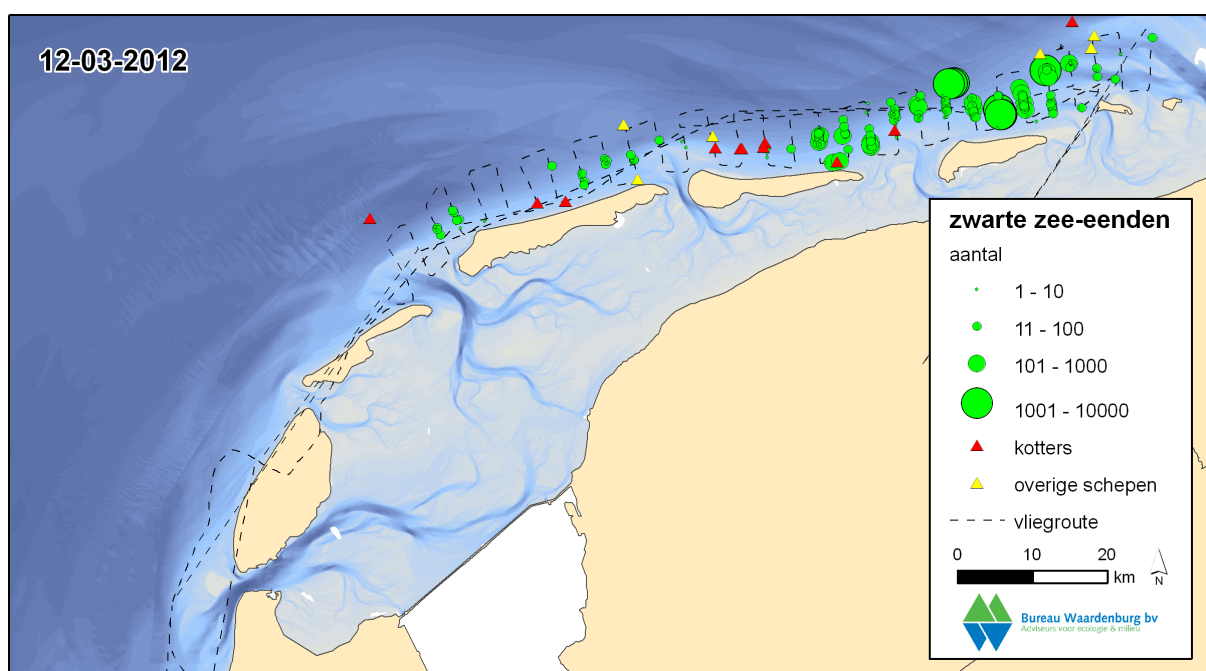 12-03-2012
zwarte zee-eenden
aantal
1 - 10
11 - 100
101 - 1000
1001 - 10000
kotters
overige schepen
vliegroute
0 10 20
km
N
Bureau Waardenburg bv
Adviseurs voor ecologie & milieu